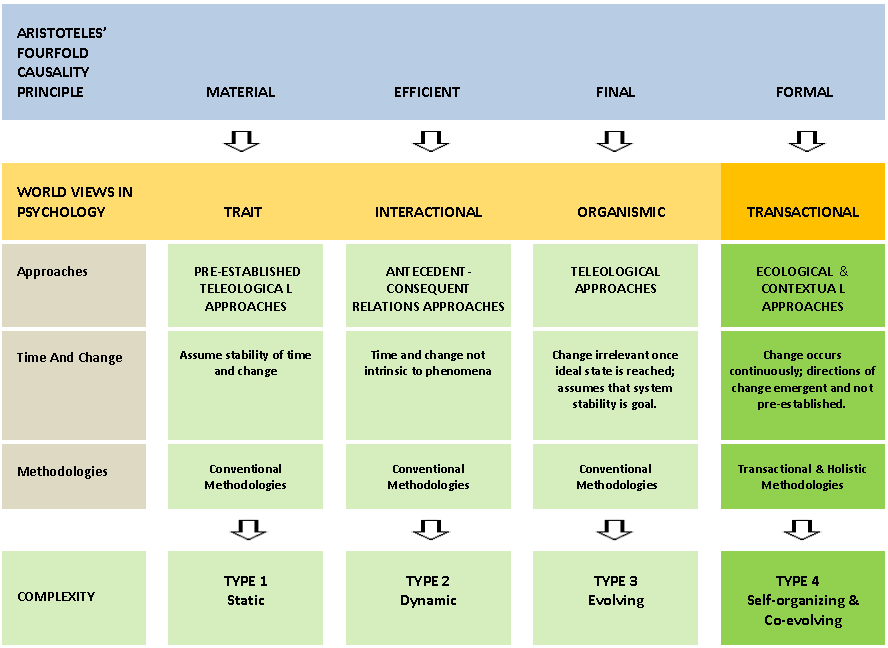 ARISTOTELES’
FOURFOLD
CAUSALITY
PRINCIPLE
MATERIAL
EFFICIENT
FINAL
FORMAL
WORLD VIEWS IN
PSYCHOLOGY
TRAIT
INTERACTIONAL
ORGANISMIC
TRANSACTIONAL
Approaches
PRE-ESTABLISHED
TELEOLOGICA L
APPROACHES
ANTECEDENT-
CONSEQUENT
RELATIONS APPROACHES
TELEOLOGICAL
APPROACHES
ECOLOGICAL &
CONTEXTUA L
APPROACHES
Time And Change
Assume stability of time
and change
Time and change not
intrinsic to phenomena
Change irrelevant once
ideal state is reached;
assumes that system
stability is goal.
Change occurs
continuously; directions of
change emergent and not
pre-established.
Methodologies
Conventional
Methodologies
Conventional
Methodologies
Conventional
Methodologies
Transactional & Holistic
Methodologies
COMPLEXITY
TYPE 1
Static
TYPE 2
Dynamic
TYPE 3
Evolving
TYPE 4
Self-organizing &
Co-evolving